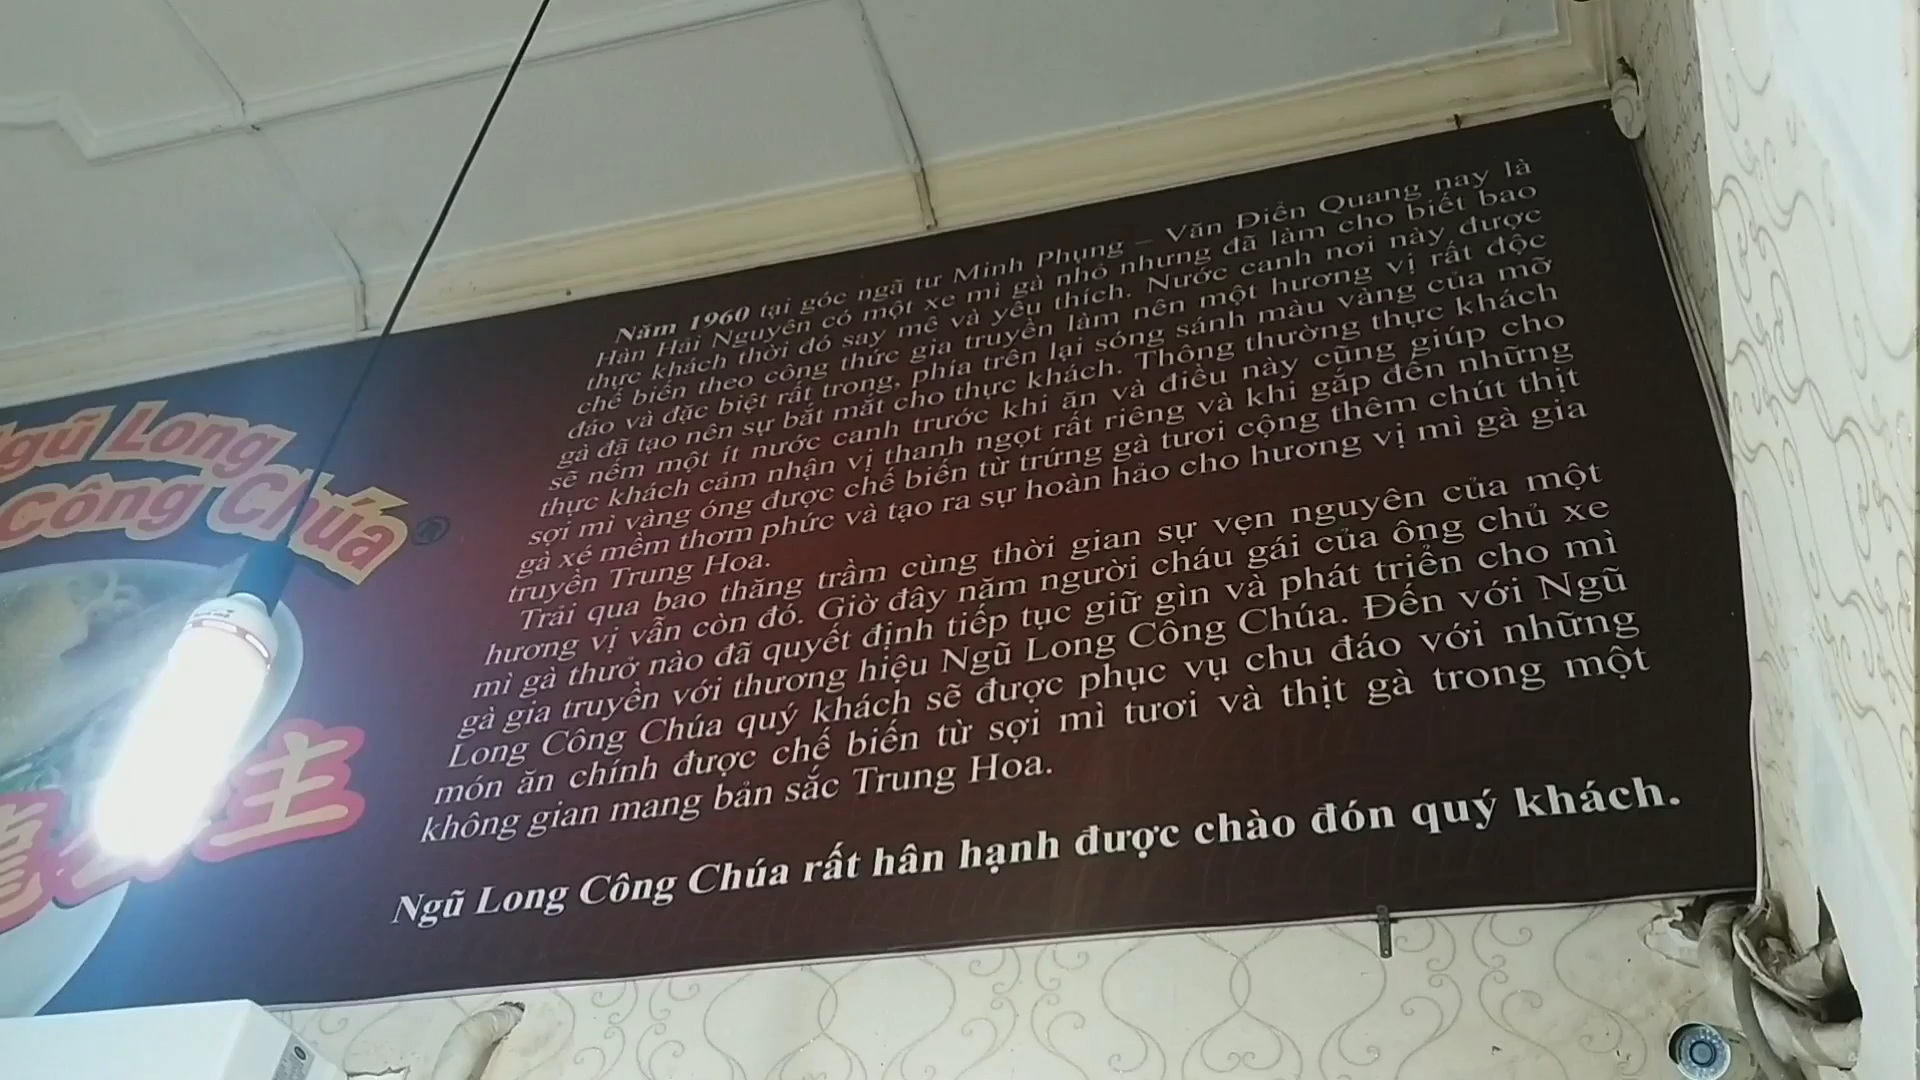 Ngũ Long
Công Chúa
®
主
Năm 1960 tại góc ngã tư Minh Phụng – Văn Điển Quang nay là
Hàn Hải Nguyên có một xe mì gà nhỏ nhưng đã làm cho biết bao
thực khách thời đó say mê và yêu thích. Nước canh nơi này được
chế biến theo công thức gia truyền làm nên một hương vị rất độc
đáo và đặc biệt rất trong, phía trên lại sóng sánh màu vàng của mỡ
gà đã tạo nên sự bắt mắt cho thực khách. Thông thường thực khách
sẽ nếm một ít nước canh trước khi ăn và điều này cũng giúp cho
thực khách cảm nhận vị thanh ngọt rất riêng và khi gắp đến những
sợi mì vàng óng được chế biến từ trứng gà tươi cộng thêm chút thịt
gà xé mềm thơm phức và tạo ra sự hoàn hảo cho hương vị mì gà gia
truyền Trung Hoa.
Trải qua bao thăng trầm cùng thời gian sự vẹn nguyên của một
hương vị vẫn còn đó. Giờ đây năm người cháu gái của ông chủ xe
mì gà thưở nào đã quyết định tiếp tục giữ gìn và phát triển cho mì
gà gia truyền với thương hiệu Ngũ Long Công Chúa. Đến với Ngũ
Long Công Chúa quý khách sẽ được phục vụ chu đáo với những
món ăn chính được chế biến từ sợi mì tươi và thịt gà trong một
không gian mang bản sắc Trung Hoa.
Ngũ Long Công Chúa rất hân hạnh được chào đón quý khách.